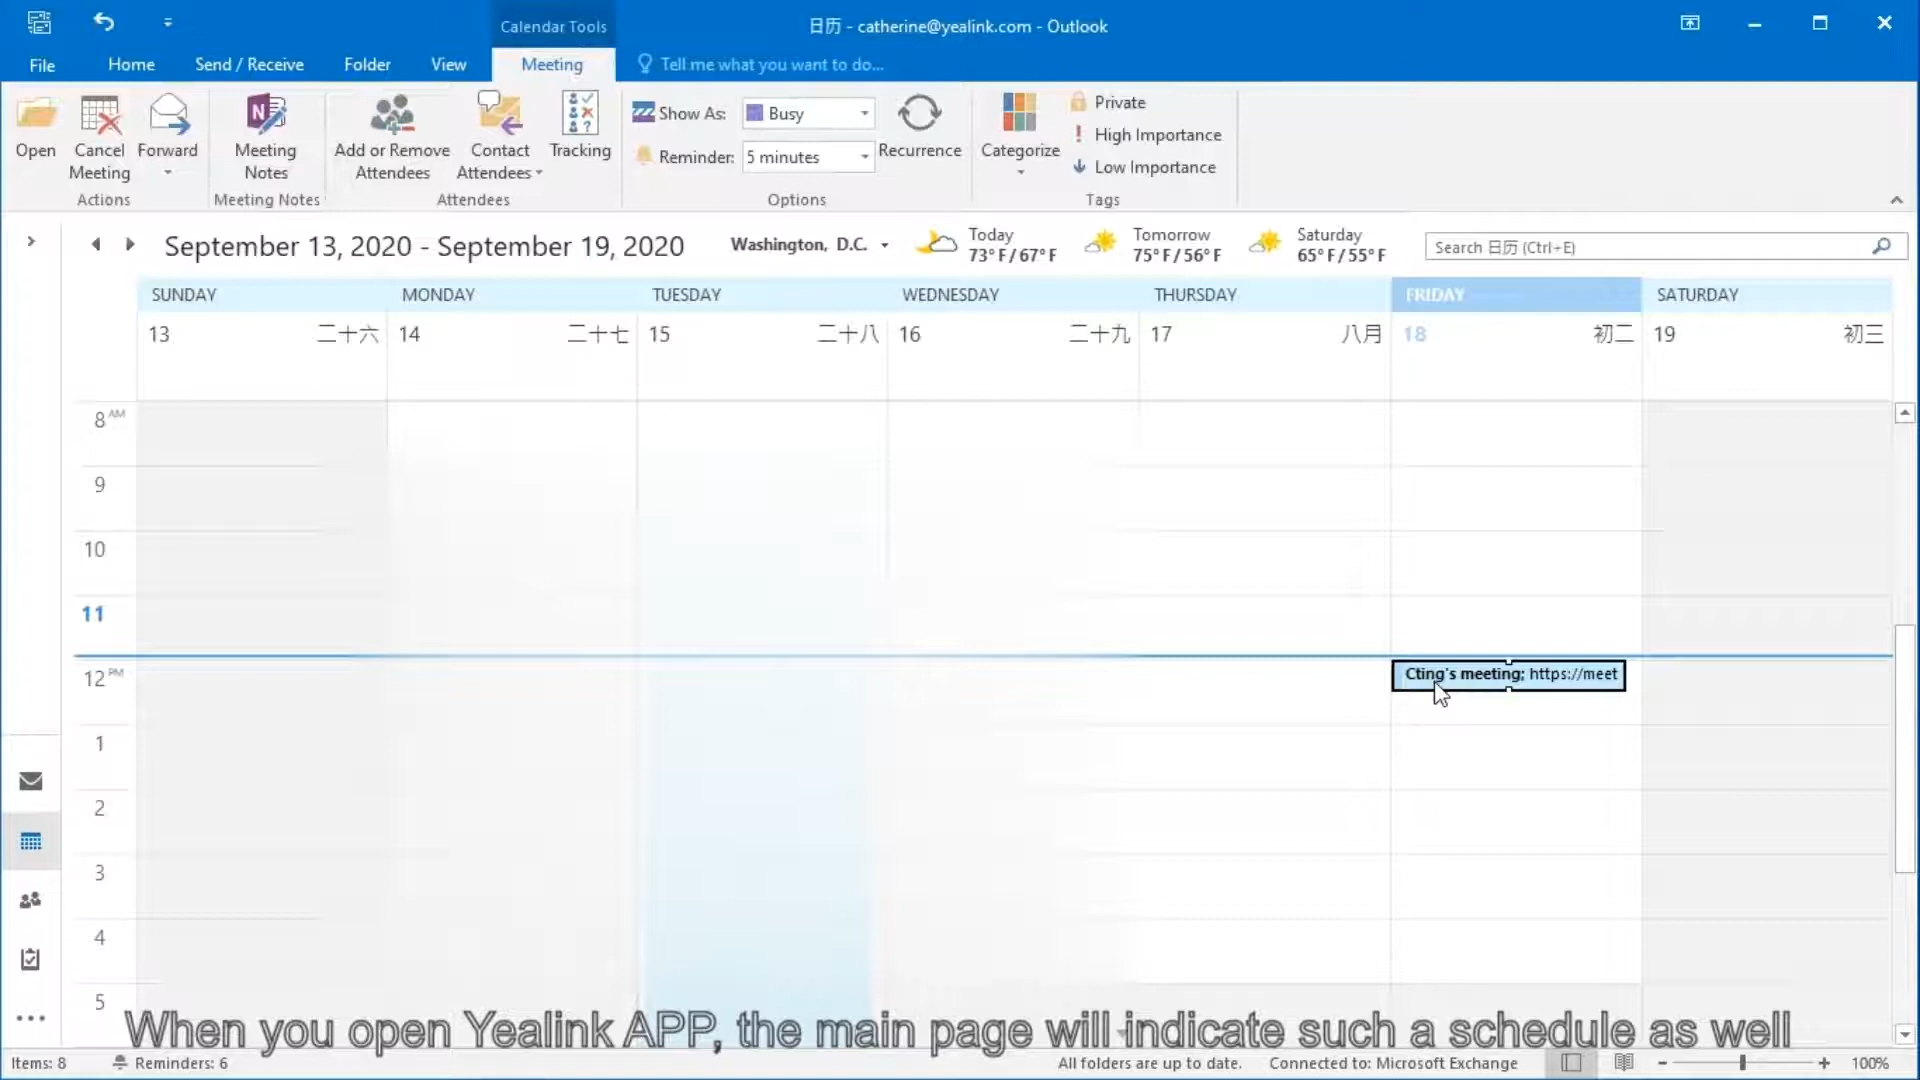 Calendar Tools
日历 - catherine@yealink.com - Outlook
File Home Send / Receive Folder View Meeting Tell me what you want to do...
Open
Cancel Meeting
Forward
Actions
Meeting Notes
Meeting Notes
Add or Remove Attendees
Contact Attendees
Tracking
Attendees
Show As: Busy
Reminder: 5 minutes
Recurrence
Options
Categorize
Private
High Importance
Low Importance
Tags
September 13, 2020 - September 19, 2020
Washington, D.C.
Today
73°F/67°F
Tomorrow
75°F/56°F
Saturday
65°F/55°F
Search 日历 (Ctrl+E)
SUNDAY MONDAY TUESDAY WEDNESDAY THURSDAY FRIDAY SATURDAY
13 二十六 14 二十七 15 二十八 16 二十九 17 八月 18 初二 19 初三
8 AM
9
10
11
12 PM
Cting's meeting; https://meet
1
2
3
4
5
When you open Yealink APP, the main page will indicate such a schedule as well
Items: 8 Reminders: 6 All folders are up to date. Connected to: Microsoft Exchange 100%